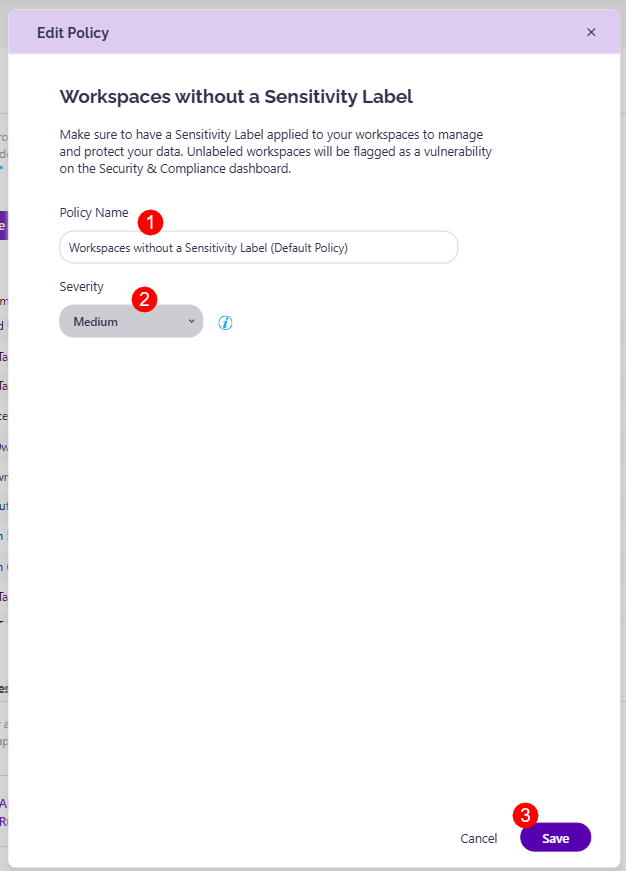 Edit Policy
Workspaces without a Sensitivity Label
Make sure to have a Sensitivity Label applied to your workspaces to manage
and protect your data. Unlabeled workspaces will be flagged as a vulnerability
on the Security & Compliance dashboard.
Policy Name
1
Workspaces without a Sensitivity Label (Default Policy)
Severity
2
Medium
i
3
Cancel
Save